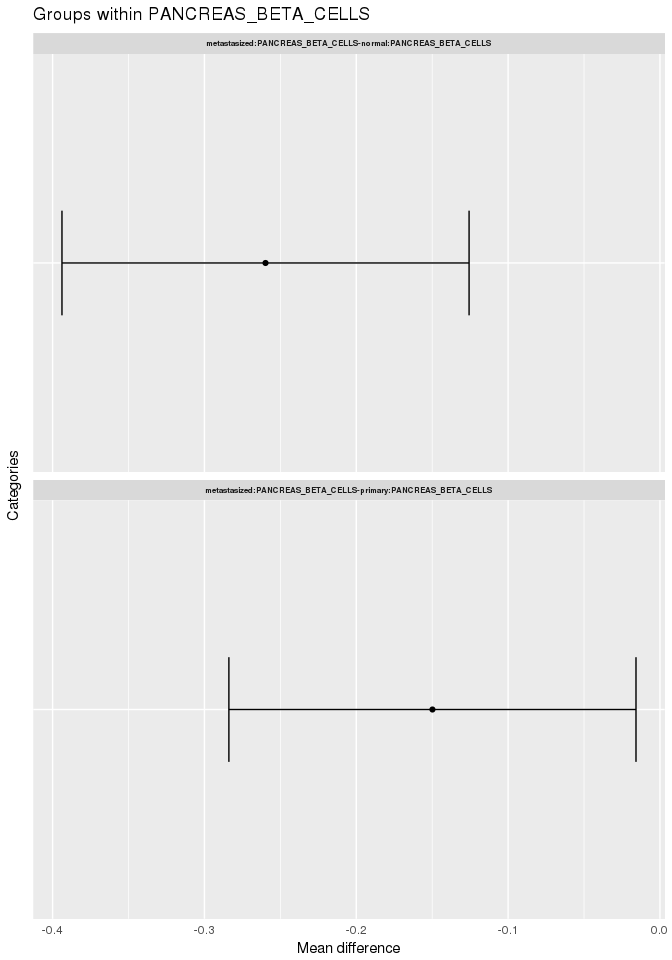 Groups within PANCREAS_BETA_CELLS
metastasized:PANCREAS_BETA_CELLS-normal:PANCREAS_BETA_CELLS
Categories
metastasized:PANCREAS_BETA_CELLS-primary:PANCREAS_BETA_CELLS
-0.4 -0.3 -0.2 -0.1 0.0
Mean difference